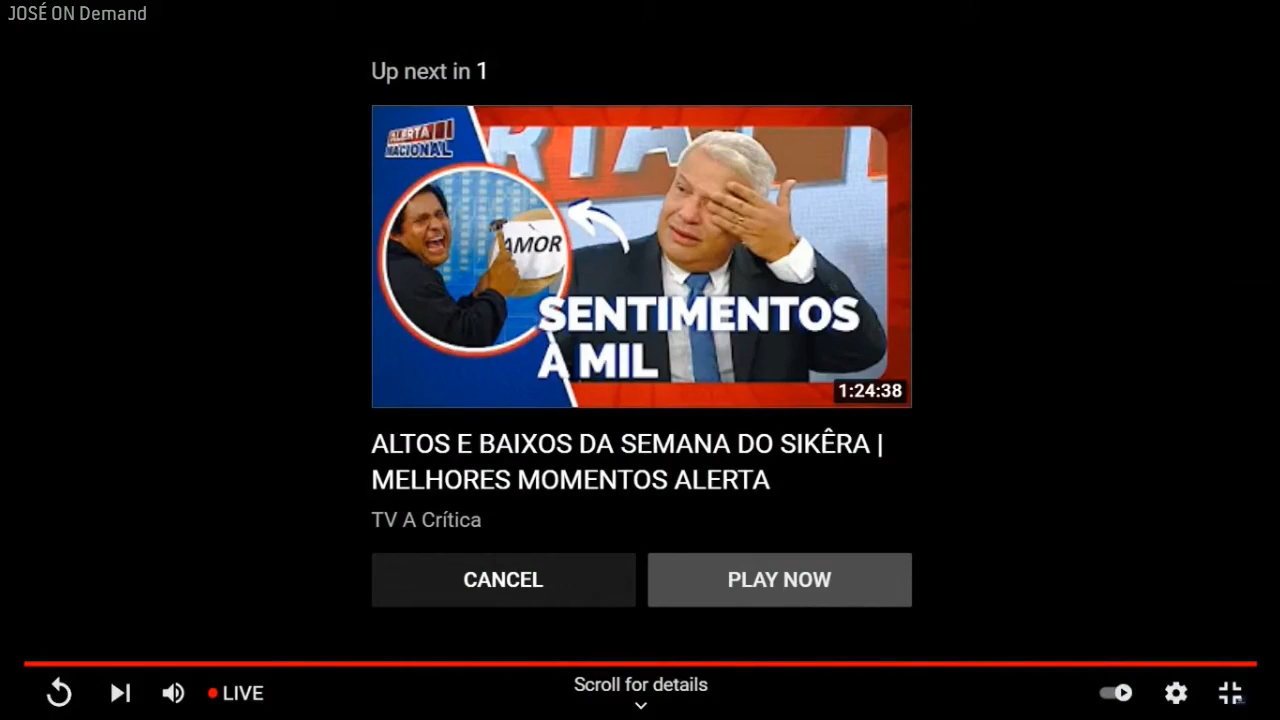 JOSÉ ON Demand
Up next in 1
ALERTA
NACIONAL
AMOR
SENTIMENTOS
À MIL
1:24:38
ALTOS E BAIXOS DA SEMANA DO SIKÊRA |
MELHORES MOMENTOS ALERTA
TV A Crítica
CANCEL
PLAY NOW
LIVE
Scroll for details